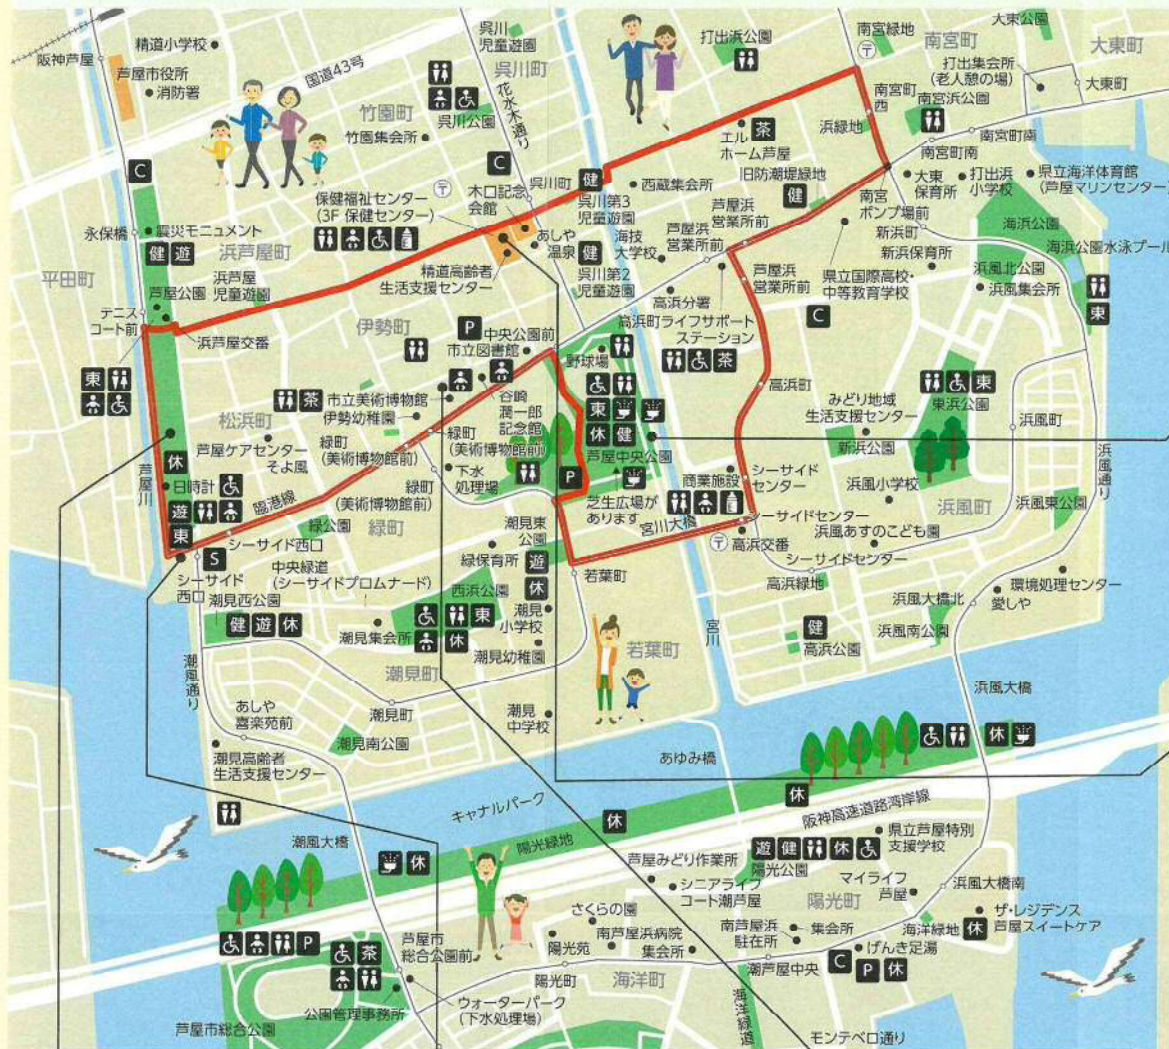 阪神芦屋
精道小学校
芦屋市役所
消防署
国道43号
竹園町
竹園集会所
呉川公園
呉川
児童遊園
呉川町
花水木通り
打出浜公園
南宮緑地
南宮町
大東公園
大東町
打出集会所
(老人憩の場)
大東町
南宮町
西
南宮浜公園
浜緑地
南宮町南
南宮町南
エル
ホーム芦屋
茶
旧防潮堤緑地
健
大東
保育所
打出浜
小学校
県立海洋体育館
(芦屋マリンセンター)
南宮
ポンプ場前
新浜町
新浜保育所
海浜公園
海浜公園水泳プール
浜風北公園
浜風集会所
東
C
永保橋
震災モニュメント
健
遊
浜芦屋町
平田町
芦屋公園
浜芦屋
児童遊園
テニス
コート前
浜芦屋交番
東
C
保健福祉センター
(3F 保健センター)
木口記念
会館
呉川町
健
呉川第3
児童遊園
西蔵集会所
あしや
温泉
健
海技
大学校
精道高齢者
生活支援センター
呉川第2
児童遊園
芦屋浜
営業所前
芦屋浜
営業所前
芦屋浜
営業所前
県立国際高校・
中等教育学校
C
高浜分署
高浜町ライフサポート
ステーション
茶
高浜町
伊勢町
P
中央公園前
市立図書館
野球場
茶
市立美術博物館
伊勢幼稚園
谷崎
潤一郎
記念館
東
休
健
芦屋中央公園
みどり地域
生活支援センター
新浜公園
東
東浜公園
浜風町
浜風通り
松浜町
芦屋ケアセンター
そよ風
緑町
(美術博物館前)
緑町
(美術博物館前)
下水
処理場
P
芝生広場が
あります
商業施設
シーサイド
センター
浜風小学校
浜風町
浜風東公園
芦屋川
休
日時計
遊
東
臨港線
緑町
(美術博物館前)
緑公園
緑町
潮見東
公園
宮川大橋
シーサイドセンター
高浜交番
浜風あすのこども園
シーサイドセンター
高浜緑地
シーサイド西口
S
シーサイド
西口
中央緑道
(シーサイドプロムナード)
緑保育所
遊
休
若葉町
西浜公園
東
休
潮見西公園
健
遊
休
潮見集会所
潮見
小学校
潮見幼稚園
潮見町
若葉町
宮川
健
高浜公園
浜風大橋北
愛しや
環境処理センター
浜風南公園
浜風大橋
潮風通り
あしや
喜楽苑前
潮見町
潮見南公園
潮見
中学校
潮見高齢者
生活支援センター
あゆみ橋
休
キャナルパーク
休
休
阪神高速道路湾岸線
潮風大橋
休
陽光緑地
芦屋みどり作業所
遊
健
休
陽光公園
県立芦屋特別
支援学校
シニアライフ
コート潮芦屋
陽光町
マイライフ
芦屋
浜風大橋南
さくらの園
南芦屋浜
駐在所
集会所
海洋緑地
休
ザ・レジデンス
芦屋スイートケア
P
茶
芦屋市
総合公園前
陽光苑
南芦屋浜病院
集会所
げんき足湯
陽光町
海洋町
潮芦屋中央
C
P
休
公園管理事務所
ウォーターパーク
(下水処理場)
芦屋市総合公園
海洋緑道
モンテベロ通り